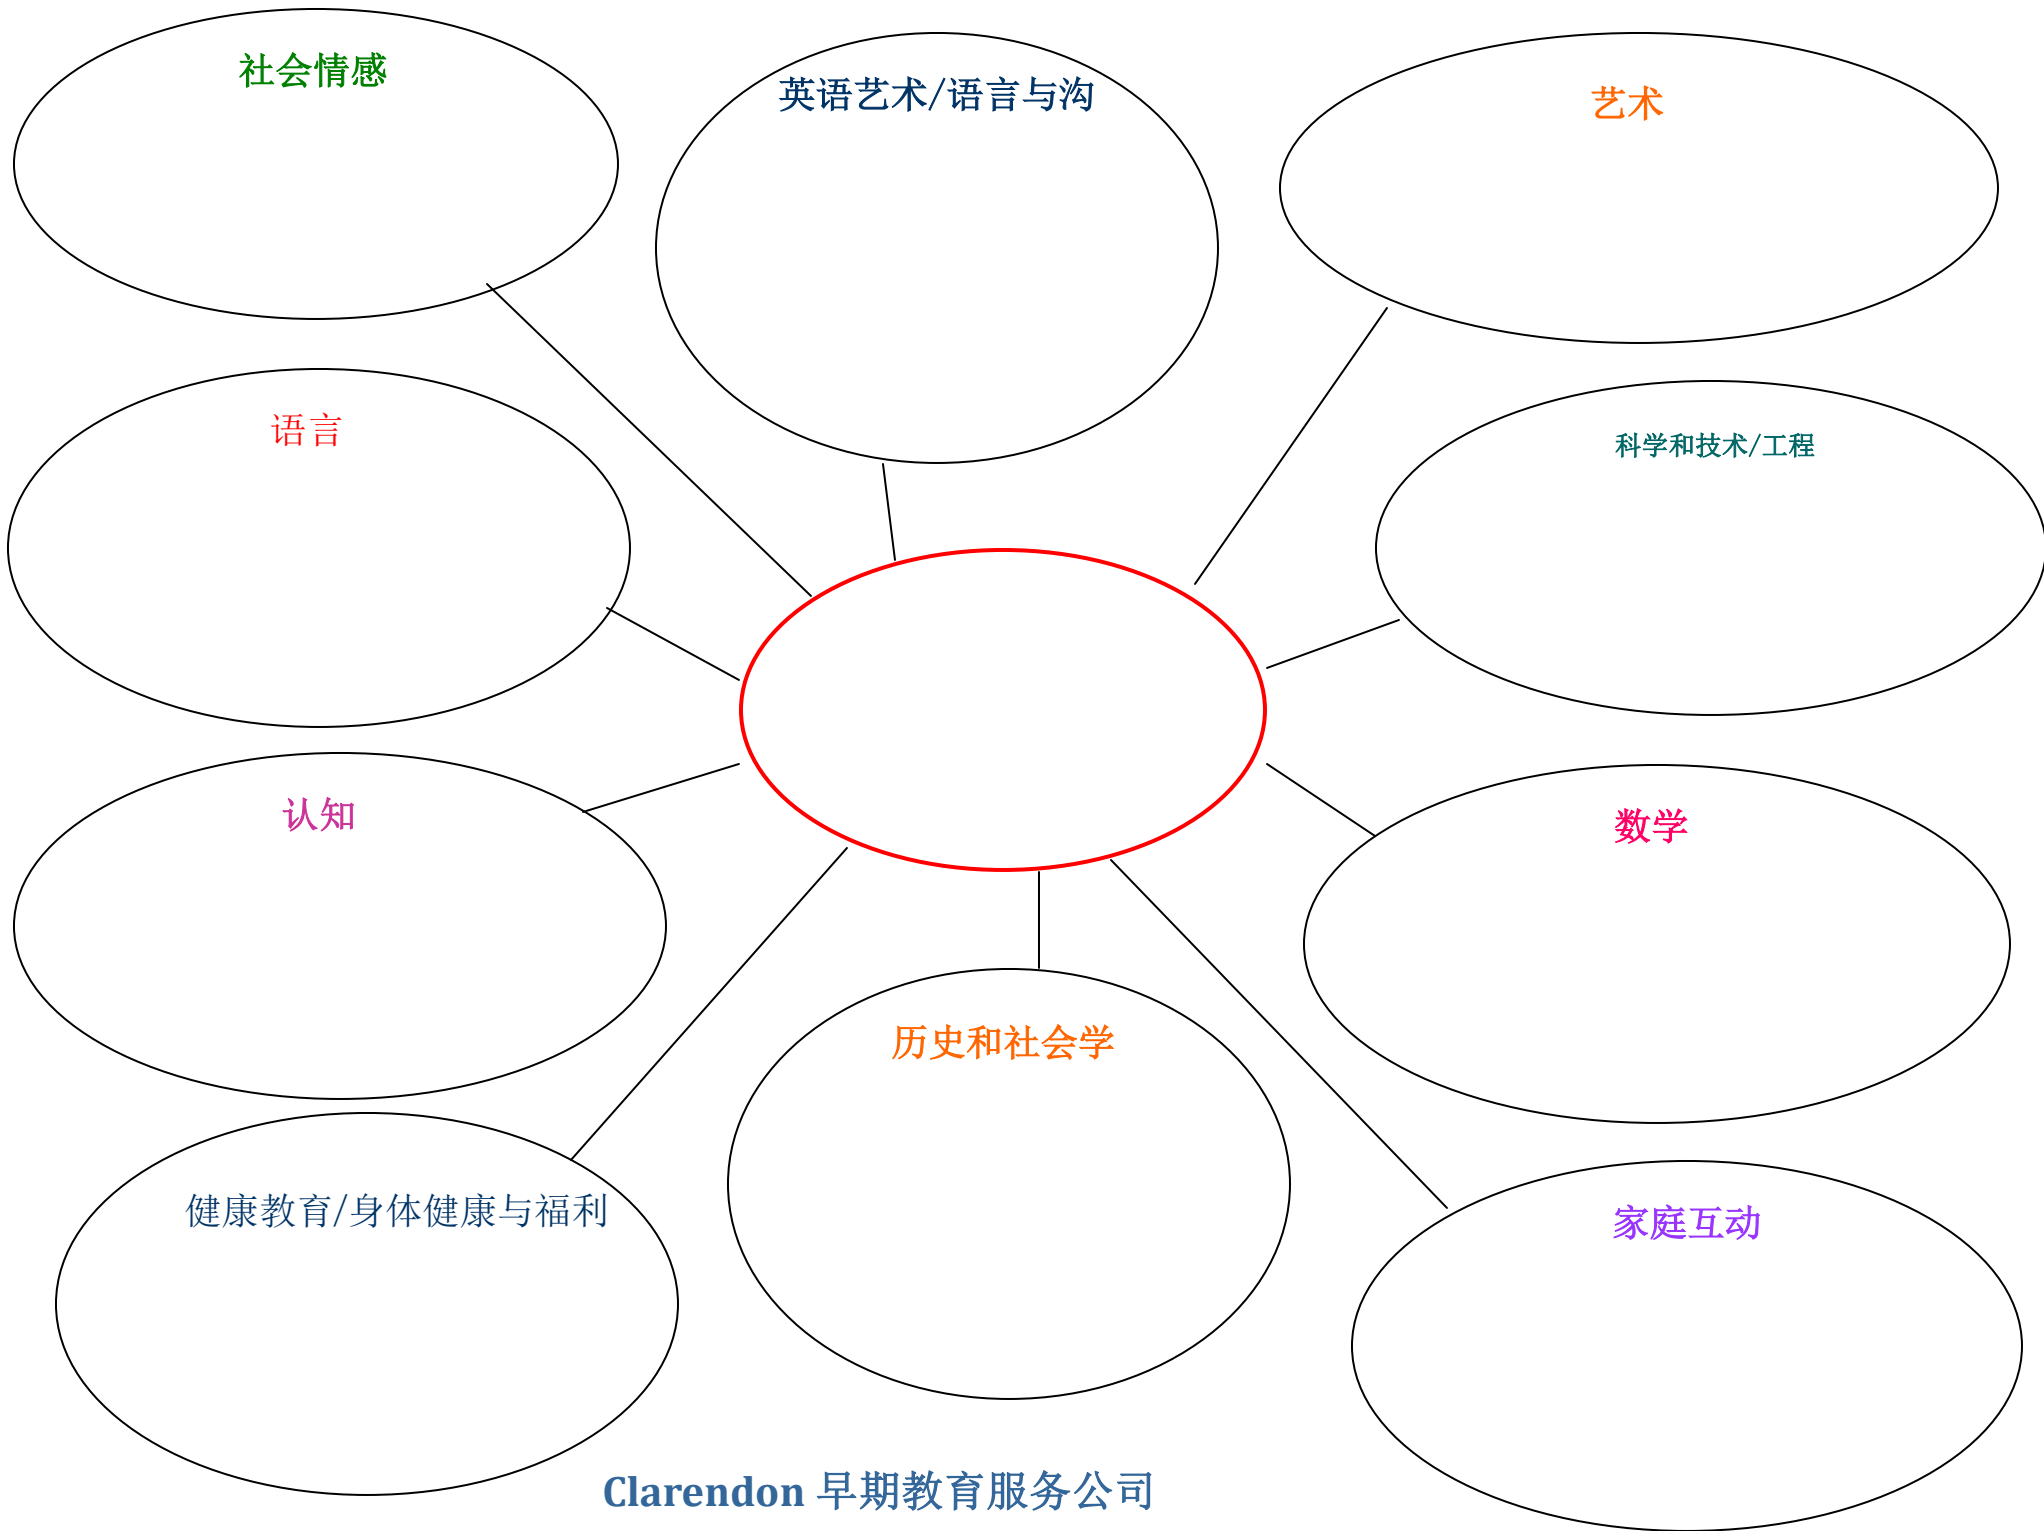 社会情感
英语艺术/语言与沟
艺术
语言
科学和技术/工程
认知
数学
历史和社会学
健康教育/身体健康与福利
家庭互动
Clarendon 早期教育服务公司